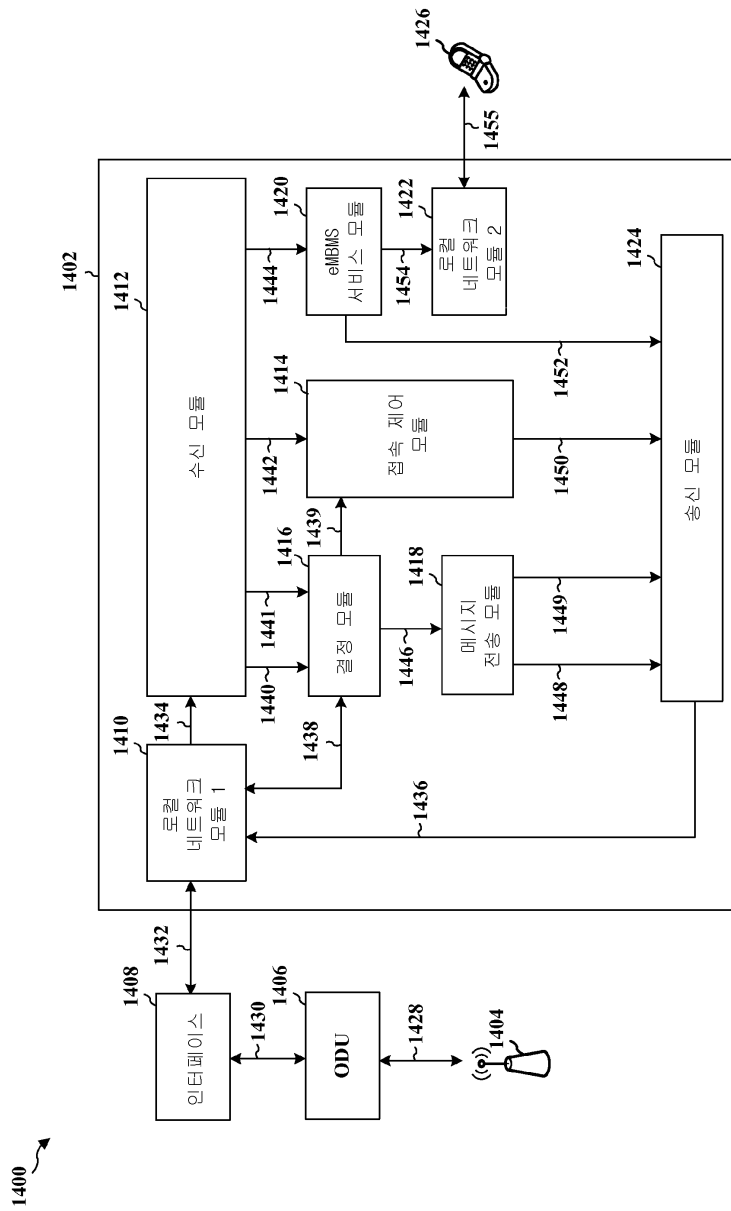 1400
1404
1428
ODU
1406
1430
인터페이스
1408
1432
1402
로컬
네트워크
모듈 1
1410
1434
1436
1438
수신 모듈
1412
1440
1441
1442
1444
결정 모듈
1416
1439
1446
메시지
전송 모듈
1418
1448
1449
접속 제어
모듈
1414
1450
eMBMS
서비스 모듈
1420
1452
1454
로컬
네트워크
모듈 2
1422
1455
1426
송신 모듈
1424